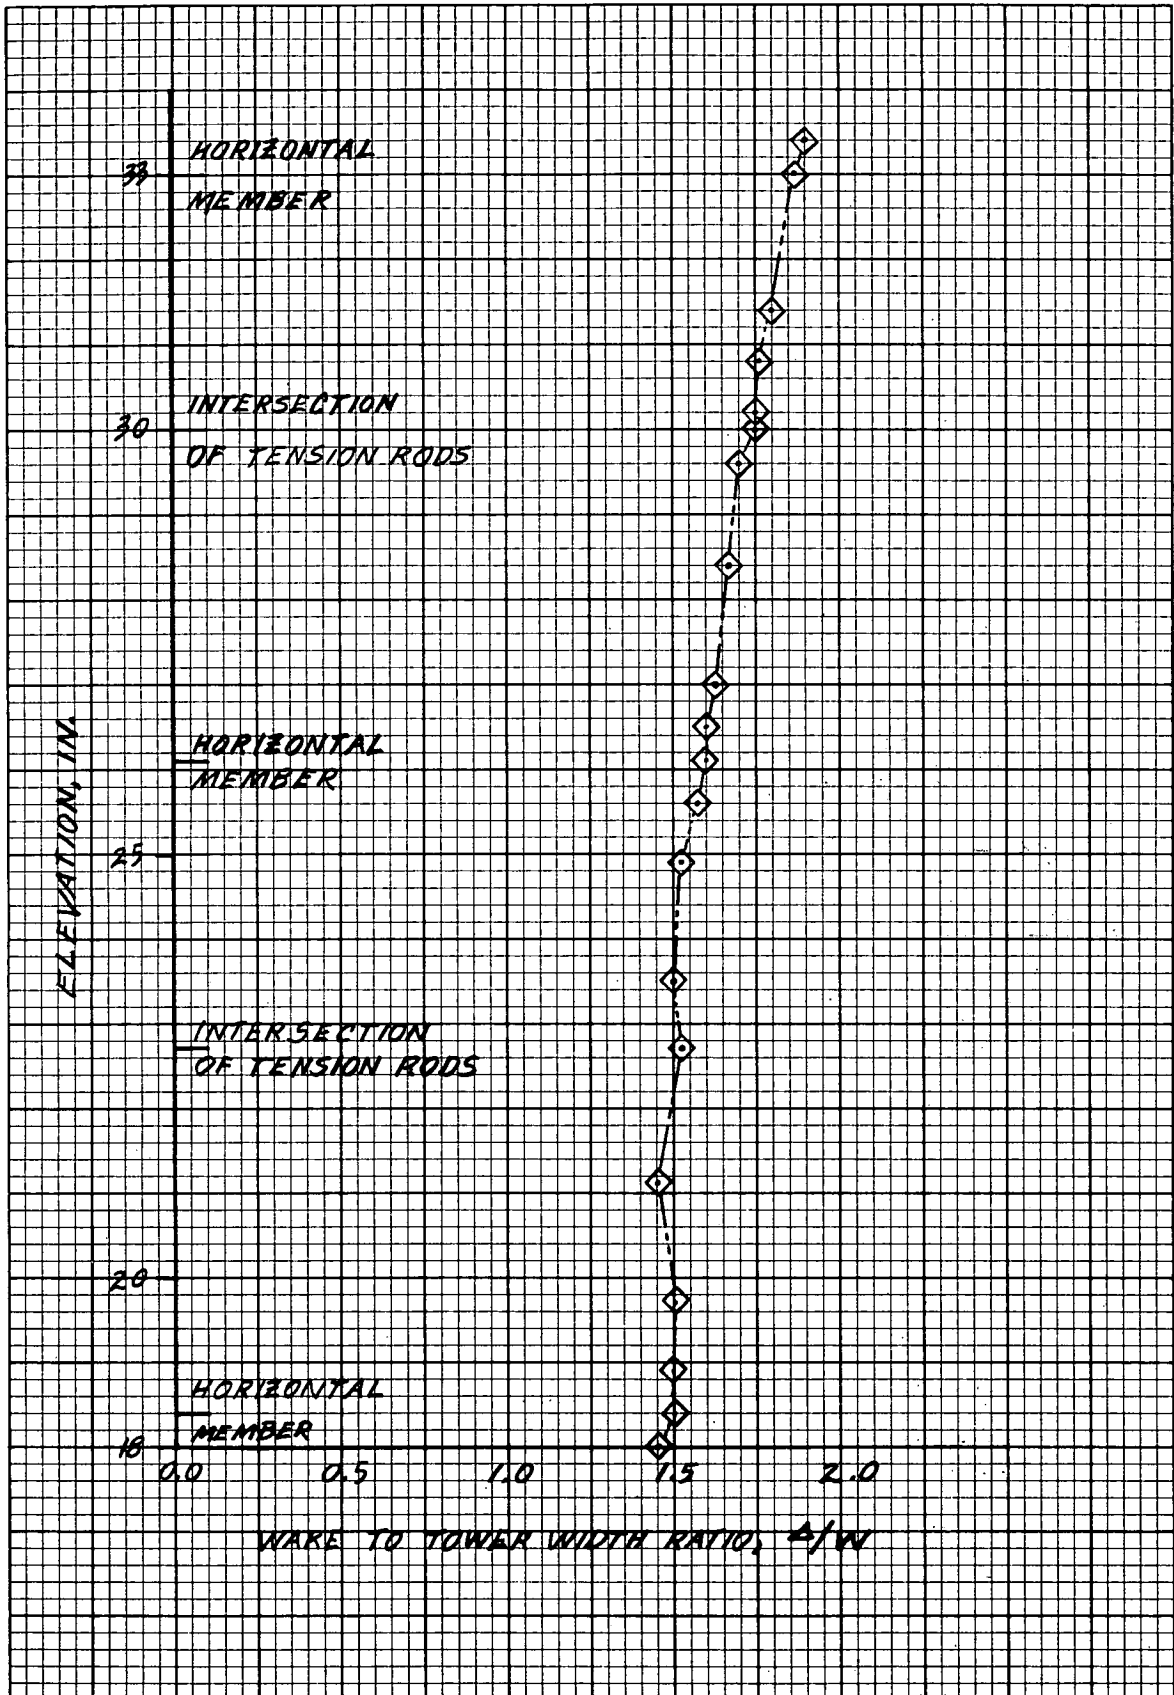 HORIZONTAL
33
MEMBER
INTERSECTION
30
OF TENSION RODS
HORIZONTAL
MEMBER
ELEVATION, IN.
25
INTERSECTION
OF TENSION RODS
20
HORIZONTAL
MEMBER
18
0.0 0.5 1.0 1.5 2.0
WAKE TO TOWER WIDTH RATIO, Δ/W